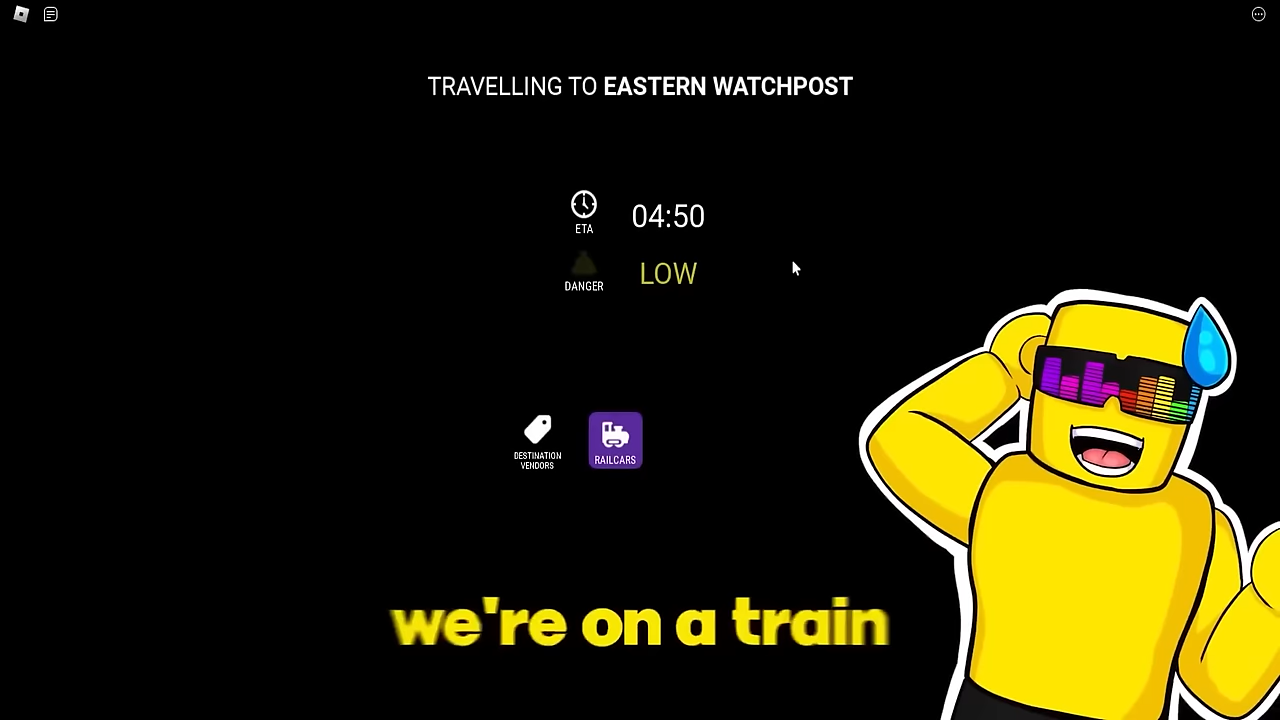 TRAVELLING TO EASTERN WATCHPOST
04:50
ETA
LOW
DANGER
DESTINATION
VENDORS
RAILCARS
we're on a train